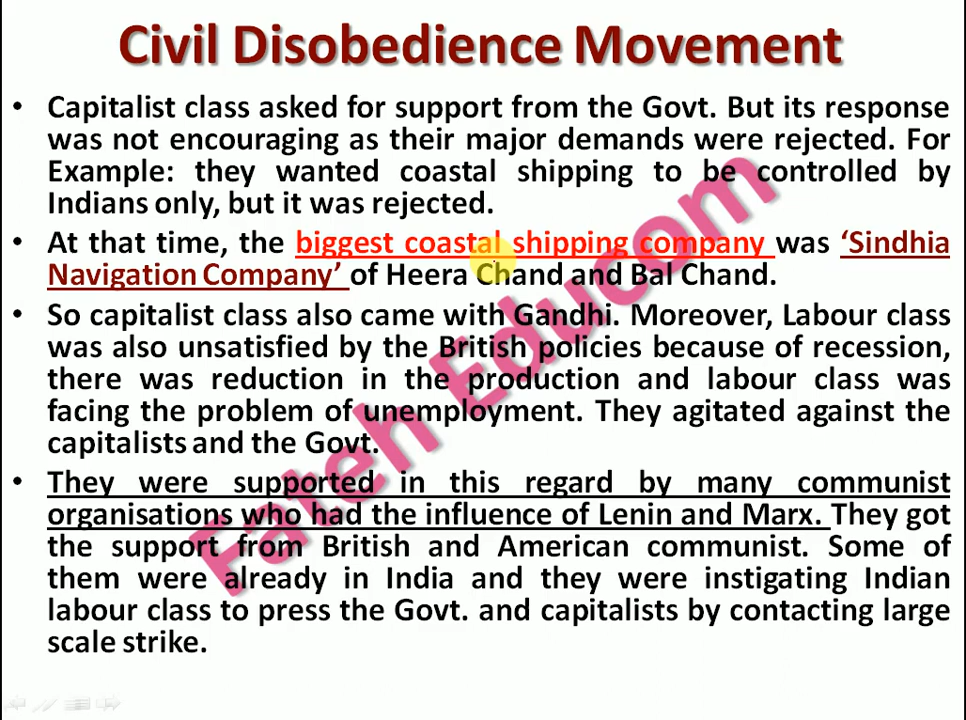 Civil Disobedience Movement
• Capitalist class asked for support from the Govt. But its response
was not encouraging as their major demands were rejected. For
Example: they wanted coastal shipping to be controlled by
Indians only, but it was rejected.
• At that time, the biggest coastal shipping company was ‘Sindhia
Navigation Company’ of Heera Chand and Bal Chand.
• So capitalist class also came with Gandhi. Moreover, Labour class
was also unsatisfied by the British policies because of recession,
there was reduction in the production and labour class was
facing the problem of unemployment. They agitated against the
capitalists and the Govt.
• They were supported in this regard by many communist
organisations who had the influence of Lenin and Marx. They got
the support from British and American communist. Some of
them were already in India and they were instigating Indian
labour class to press the Govt. and capitalists by contacting large
scale strike.
Fateh Educom